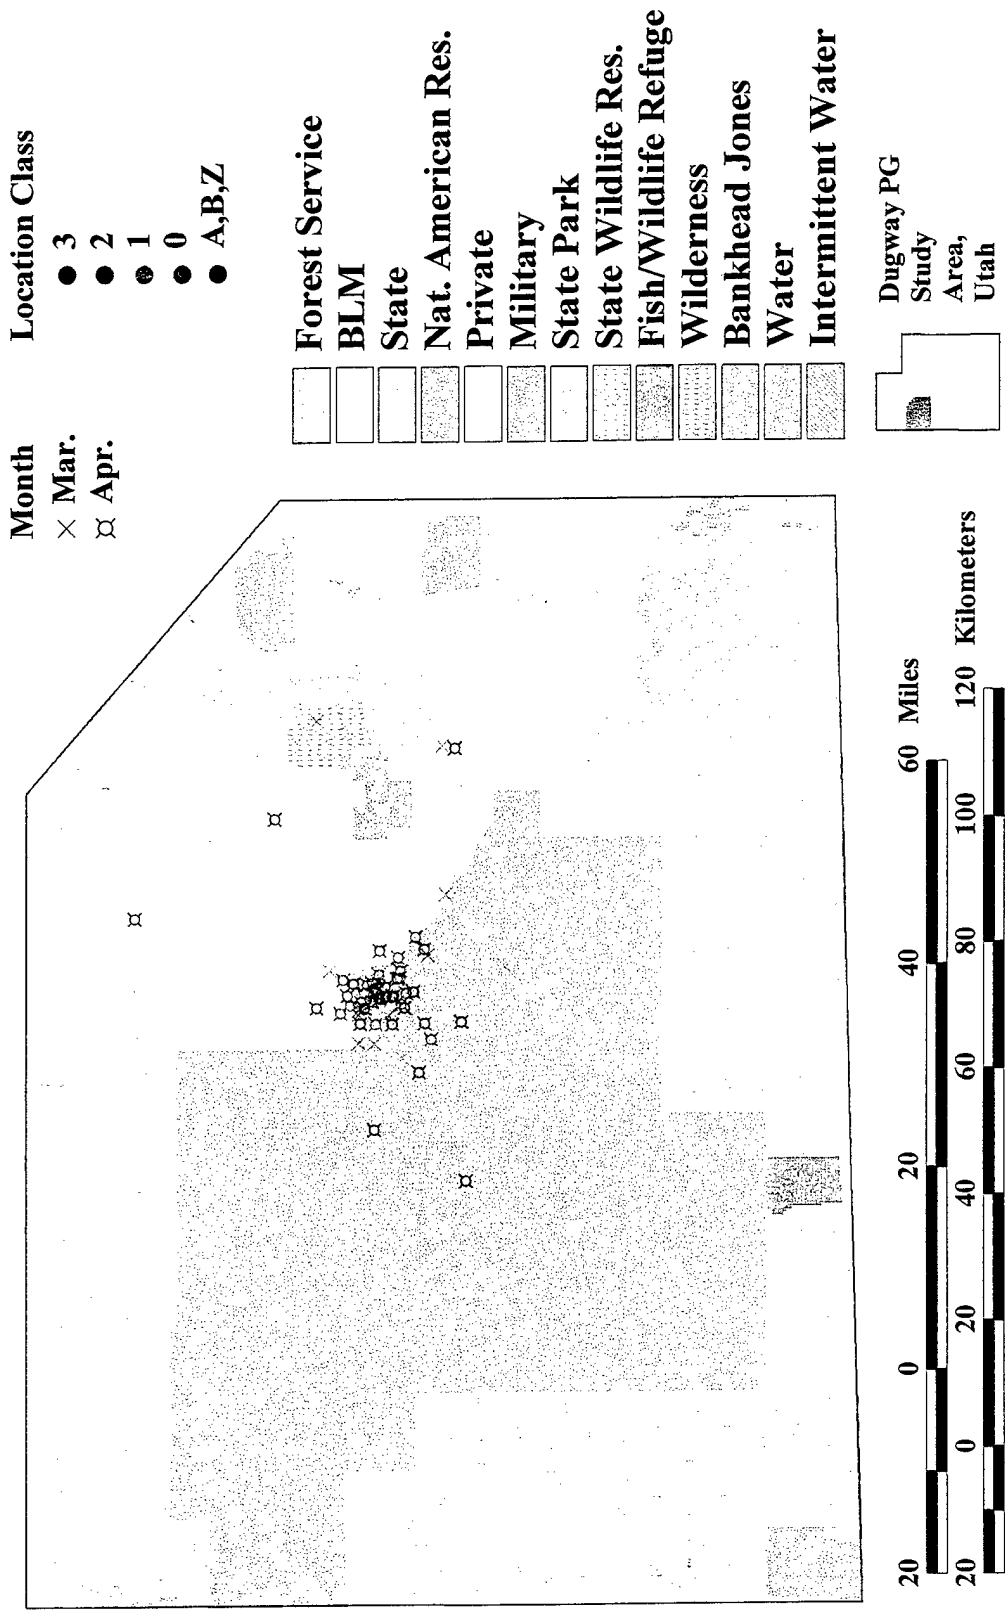 Month
× Mar.
¤ Apr.
Location Class
3
2
1
0
A,B,Z
Forest Service
BLM
State
Nat. American Res.
Private
Military
State Park
State Wildlife Res.
Fish/Wildlife Refuge
Wilderness
Bankhead Jones
Water
Intermittent Water
Dugway PG
Study
Area,
Utah
20 0 20 40 60 Miles
20 0 20 40 60 80 100 120 Kilometers